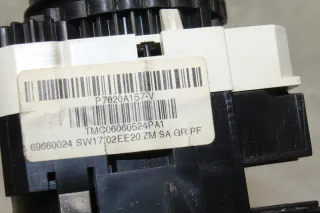 P7820A157-V
TMC06060524PA1
69660024 SW17,02EE20 ZM SA GR PF